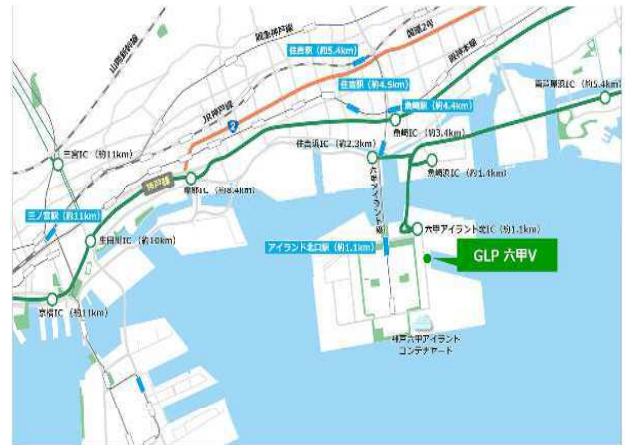 山陽新幹線
阪急神戸線
国道2号
住吉駅（約5.4km）
阪神本線
住吉駅（約4.5km）
魚崎駅（約4.4km）
南芦屋浜IC（約5.4km）
JR神戸線
2
魚崎IC（約3.4km）
三宮IC（約11km）
住吉浜IC（約2.3km）
魚崎浜IC（約1.4km）
摩耶IC（約8.4km）
六甲アイランド線
三ノ宮駅（約11km）
生田川IC（約10km）
六甲アイランド北IC（約1.1km）
アイランド北口駅（約1.1km）
GLP 六甲V
京橋IC（約11km）
神戸六甲アイランド
コンテナヤード